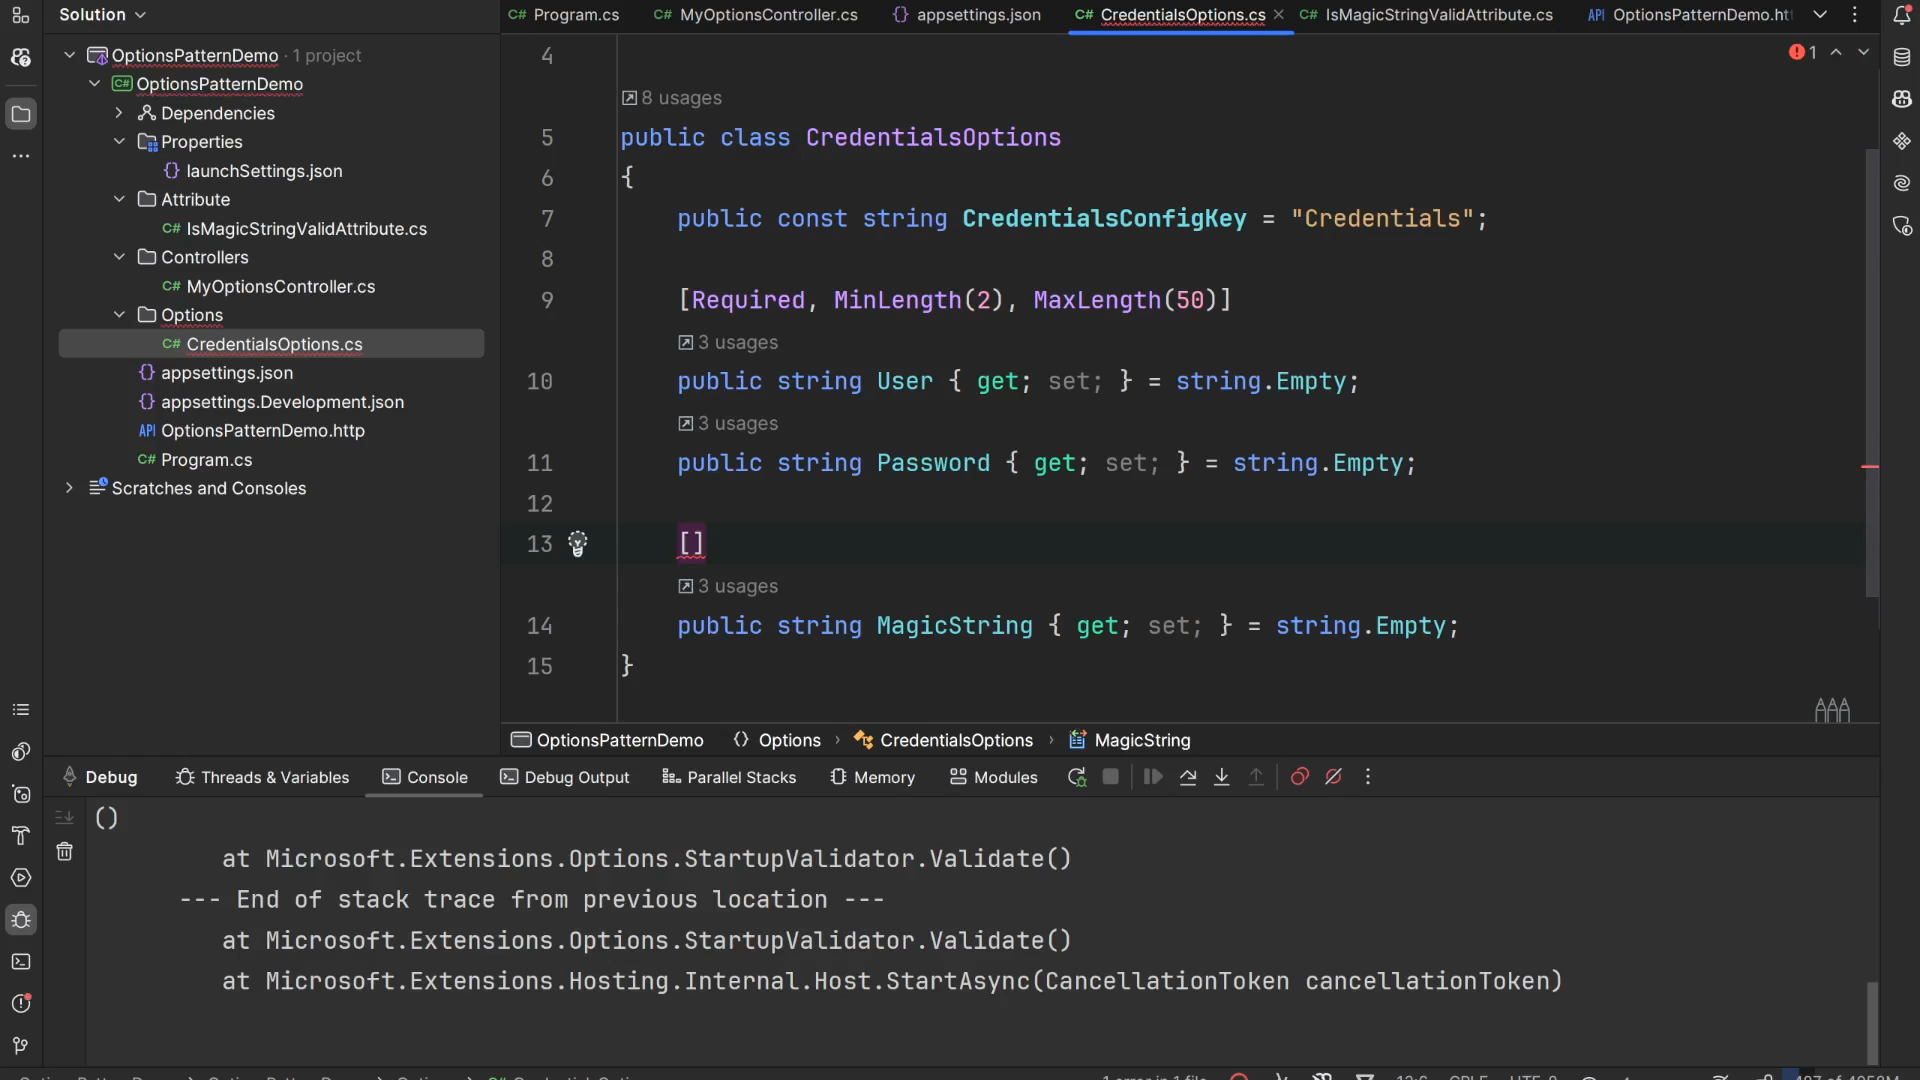 Solution
Program.cs
MyOptionsController.cs
appsettings.json
CredentialsOptions.cs
IsMagicStringValidAttribute.cs
API OptionsPatternDemo.ht
OptionsPatternDemo · 1 project
C# OptionsPatternDemo
Dependencies
Properties
{} launchSettings.json
Attribute
C# IsMagicStringValidAttribute.cs
Controllers
C# MyOptionsController.cs
Options
C# CredentialsOptions.cs
{} appsettings.json
{} appsettings.Development.json
API OptionsPatternDemo.http
C# Program.cs
Scratches and Consoles
1
4
8 usages
5 public class CredentialsOptions
6 {
7 public const string CredentialsConfigKey = "Credentials";
8
9 [Required, MinLength(2), MaxLength(50)]
3 usages
10 public string User { get; set; } = string.Empty;
3 usages
11 public string Password { get; set; } = string.Empty;
12
13 []
3 usages
14 public string MagicString { get; set; } = string.Empty;
15 }
OptionsPatternDemo <> Options › CredentialsOptions › MagicString
Debug Threads & Variables Console Debug Output Parallel Stacks Memory Modules
()
at Microsoft.Extensions.Options.StartupValidator.Validate()
--- End of stack trace from previous location ---
at Microsoft.Extensions.Options.StartupValidator.Validate()
at Microsoft.Extensions.Hosting.Internal.Host.StartAsync(CancellationToken cancellationToken)